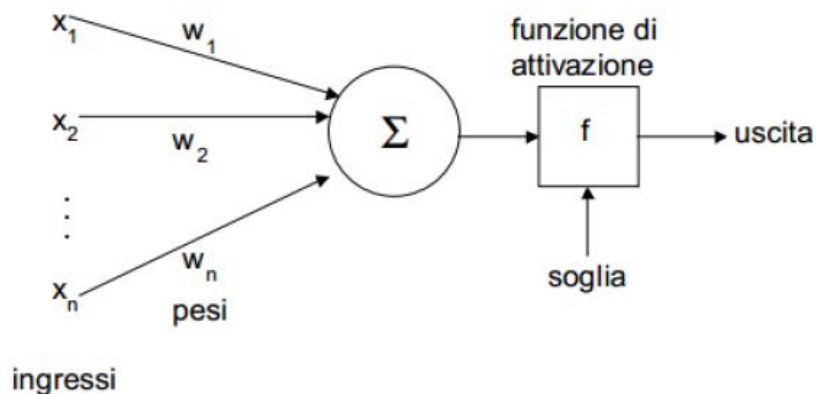 x1
w1
funzione di
attivazione
x2
w2
Σ
f
uscita
⋮
wn
soglia
xn
pesi
ingressi